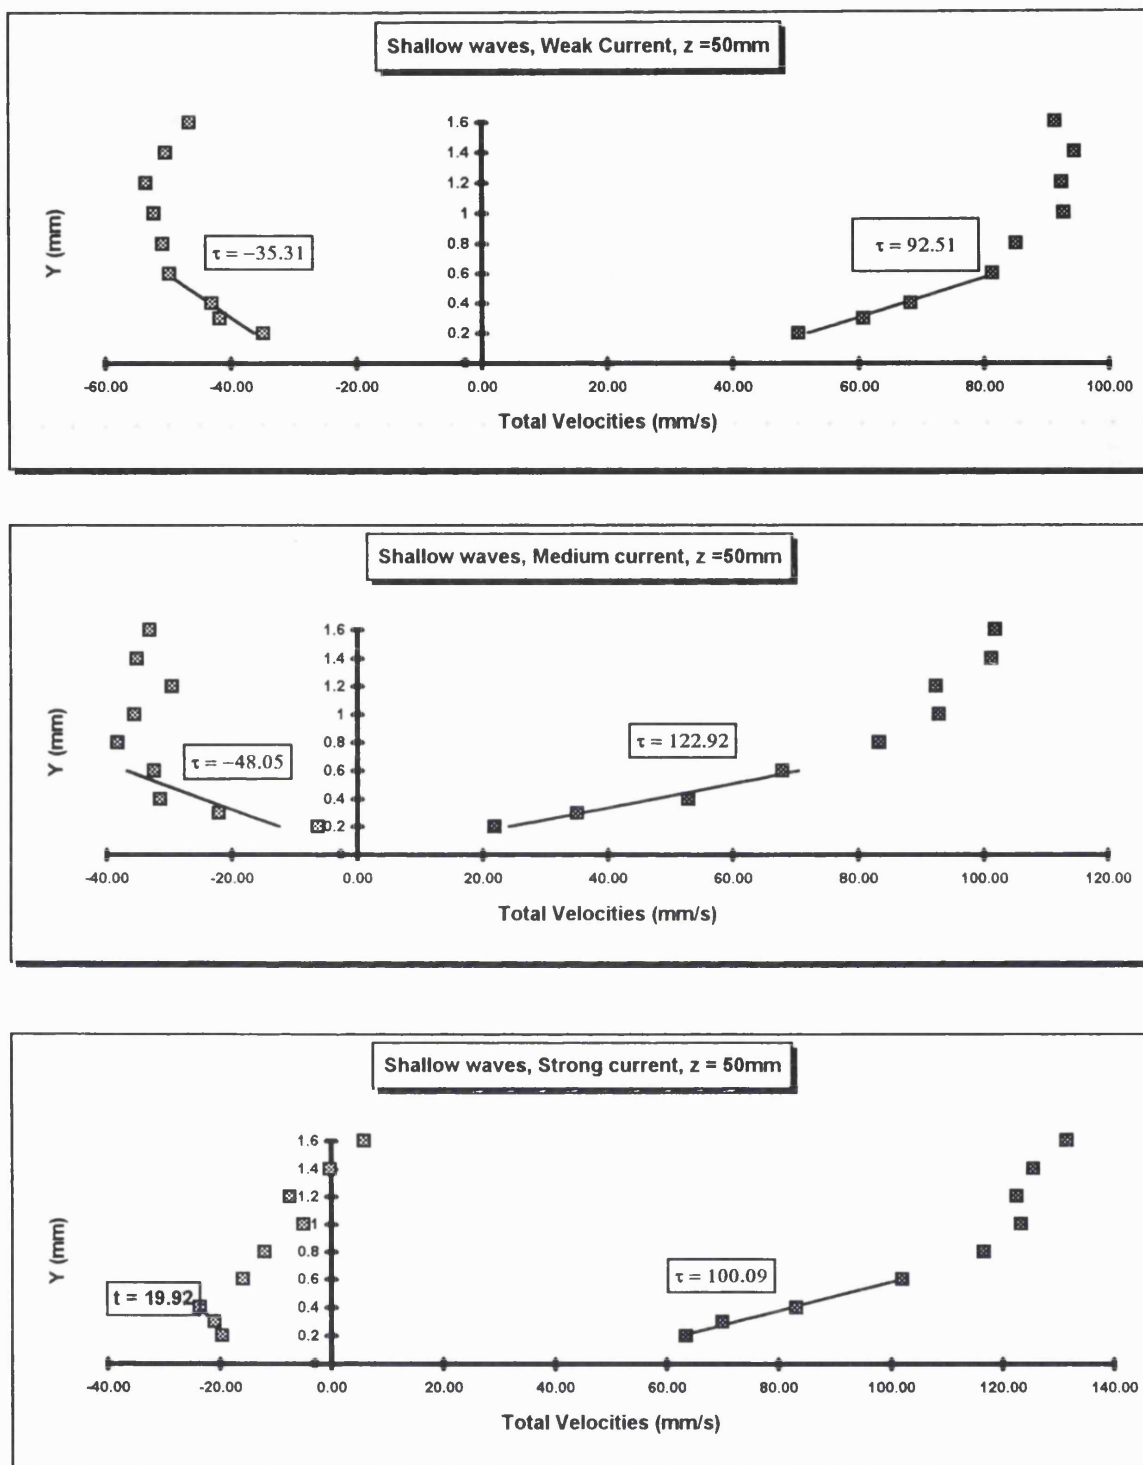 Shallow waves, Weak Current, z =50mm
Y (mm)
1.6
1.4
1.2
1
0.8
0.6
0.4
0.2
0
τ = −35.31
τ = 92.51
-60.00 -40.00 -20.00 0.00 20.00 40.00 60.00 80.00 100.00
Total Velocities (mm/s)
Shallow waves, Medium current, z =50mm
Y (mm)
1.6
1.4
1.2
1
0.8
0.6
0.4
0.2
0
τ = −48.05
τ = 122.92
-40.00 -20.00 0.00 20.00 40.00 60.00 80.00 100.00 120.00
Total Velocities (mm/s)
Shallow waves, Strong current, z = 50mm
Y (mm)
1.6
1.4
1.2
1
0.8
0.6
0.4
0.2
0
t = 19.92
τ = 100.09
-40.00 -20.00 0.00 20.00 40.00 60.00 80.00 100.00 120.00 140.00
Total Velocities (mm/s)